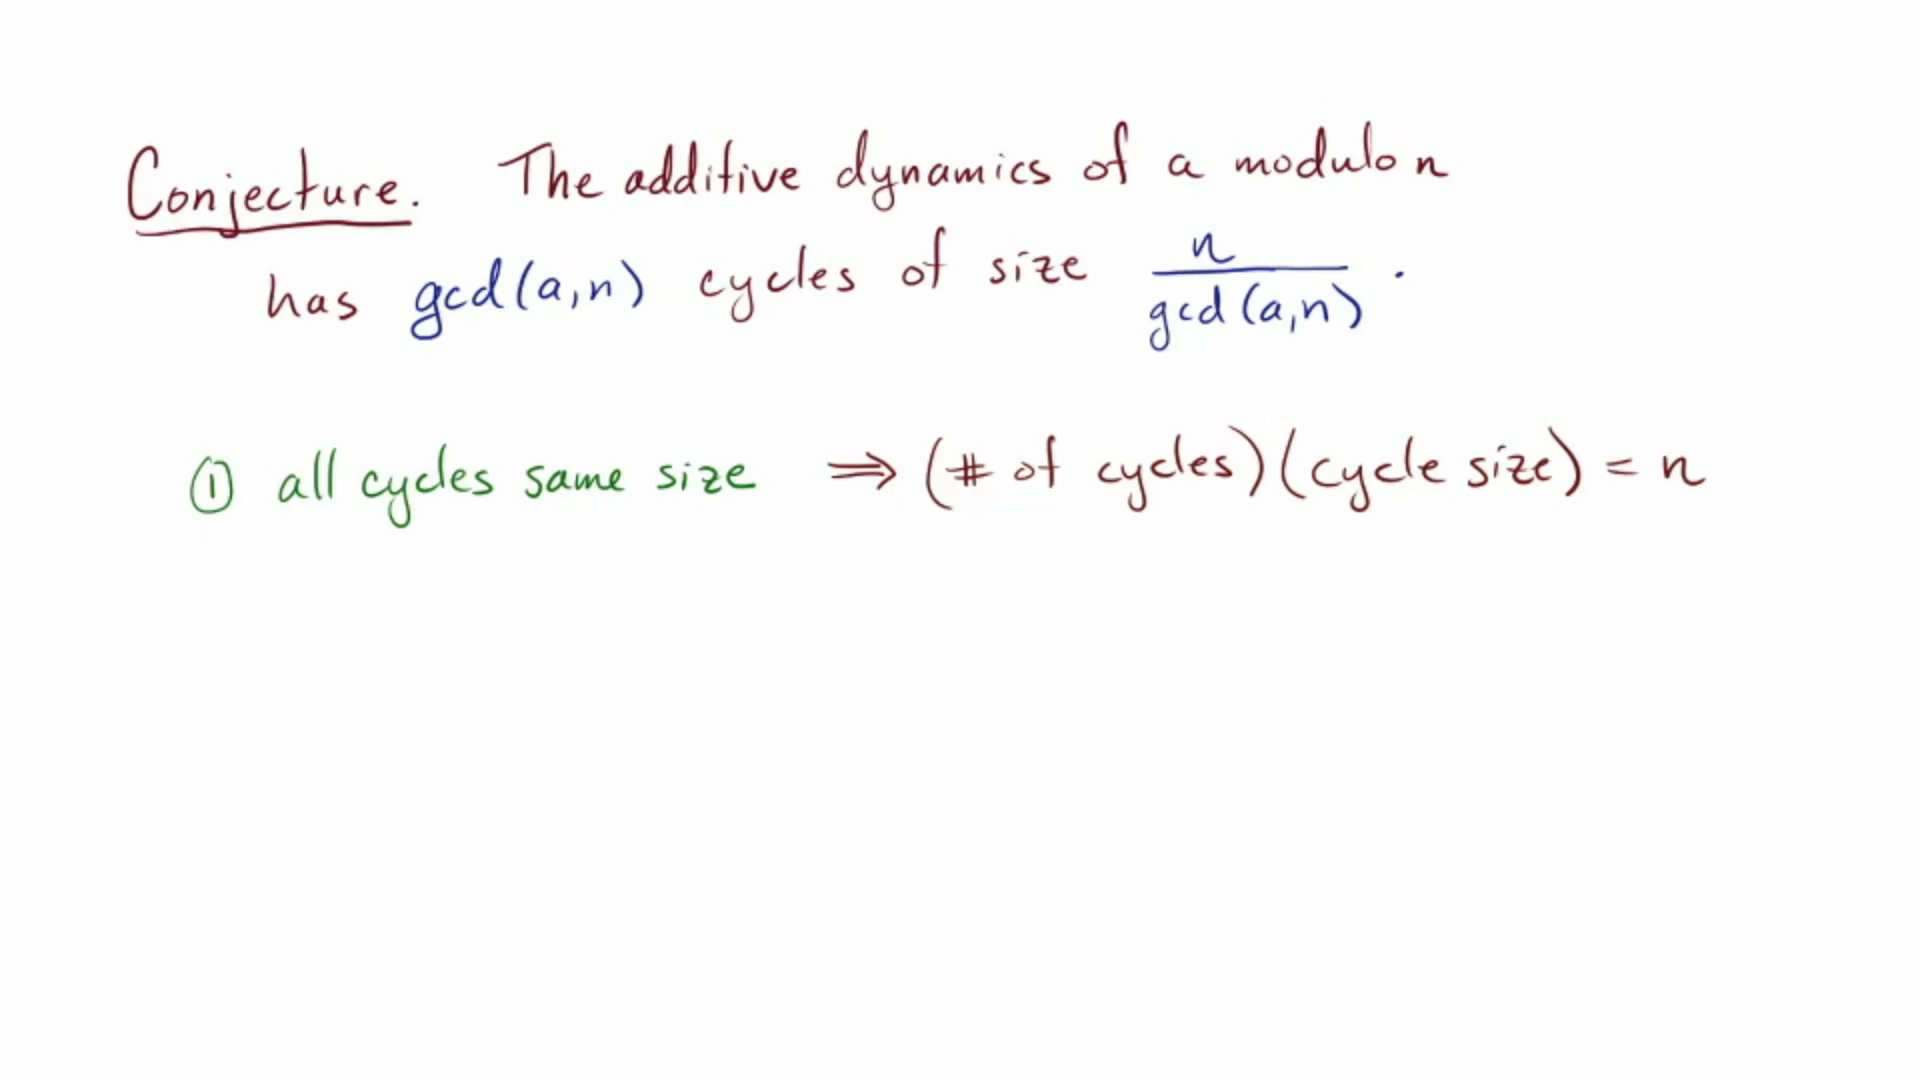 Conjecture. The additive dynamics of a modulo n
has gcd(a,n) cycles of size n/gcd(a,n).
① all cycles same size ⟹ (# of cycles)(cycle size) = n